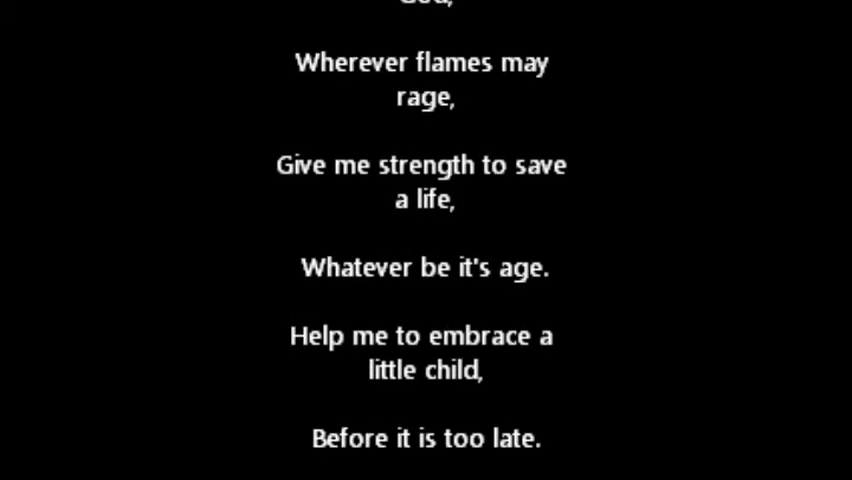 God,
Wherever flames may
rage,
Give me strength to save
a life,
Whatever be it's age.
Help me to embrace a
little child,
Before it is too late.